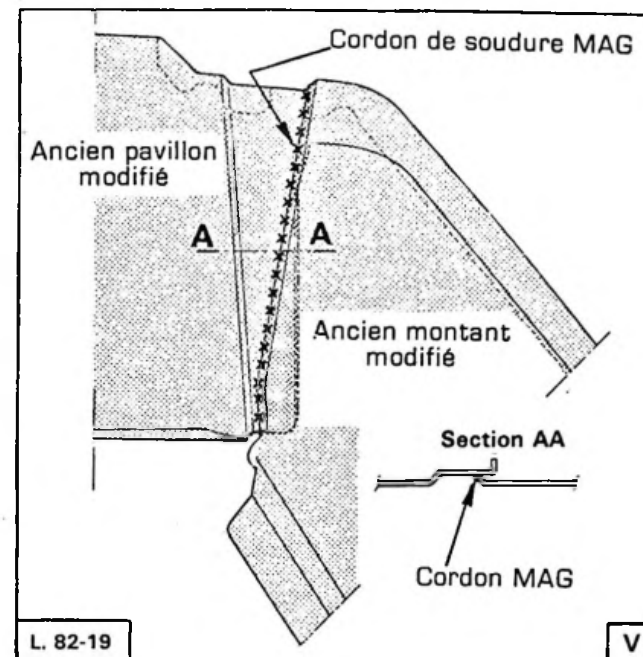 Cordon de soudure MAG
Ancien pavillon
modifié
A
A
Ancien montant
modifié
Section AA
Cordon MAG
L. 82-19
V